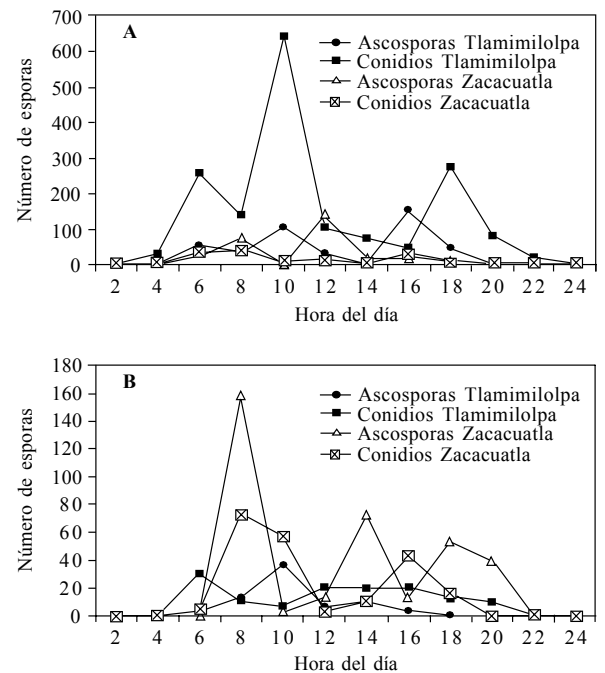 A
700
600
500
400
300
200
100
0
Número de esporas
Ascosporas Tlamimilolpa
Conidios Tlamimilolpa
Ascosporas Zacacuatla
Conidios Zacacuatla
2 4 6 8 10 12 14 16 18 20 22 24
Hora del día
B
180
160
140
120
100
80
60
40
20
0
Número de esporas
Ascosporas Tlamimilolpa
Conidios Tlamimilolpa
Ascosporas Zacacuatla
Conidios Zacacuatla
2 4 6 8 10 12 14 16 18 20 22 24
Hora del día